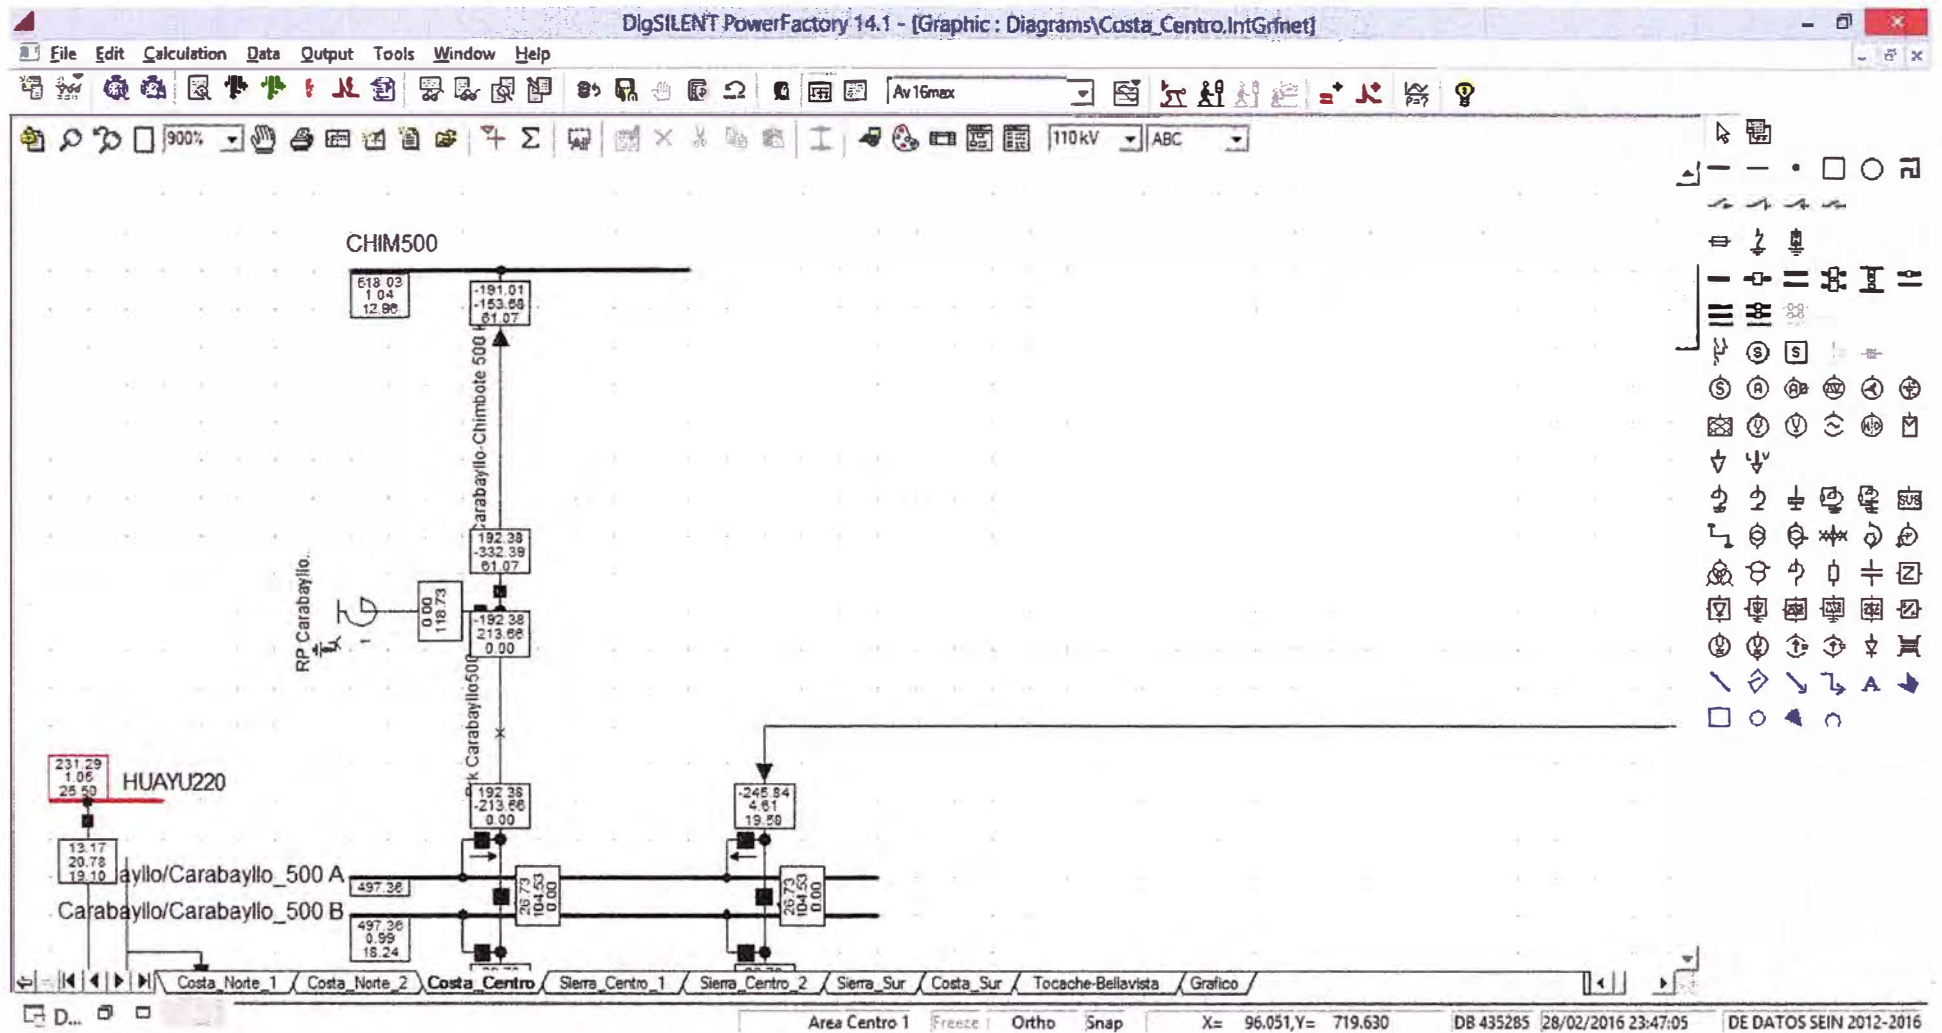 DIgSILENT PowerFactory 14.1 - [Graphic : Diagrams\Costa_Centro.IntGrfnet]
File Edit Calculation Data Output Tools Window Help
Av16max
900%
110 kV
ABC
CHIM500
518.03
1.04
12.96
-191.01
-153.68
61.07
Carabayllo-Chimbote 500
192.38
-332.39
61.07
RP Carabayllo.
0.00
118.73
-192.38
213.66
0.00
Carabayllo500
192.38
-213.66
0.00
-245.84
4.61
19.58
231.29
1.05
25.50
HUAYU220
13.17
20.78
19.10
ayllo/Carabayllo_500 A
497.36
26.73
104.53
0.00
26.73
104.53
0.00
Carabayllo/Carabayllo_500 B
497.36
0.99
18.24
Costa_Norte_1 Costa_Norte_2 Costa_Centro Sierra_Centro_1 Sierra_Centro_2 Sierra_Sur Costa_Sur Tocache-Bellavista Grafico
D...
Area Centro 1 Freeze Ortho Snap X= 96.051,Y= 719.630 DB 435285 28/02/2016 23:47:05 DE DATOS SEIN 2012-2016